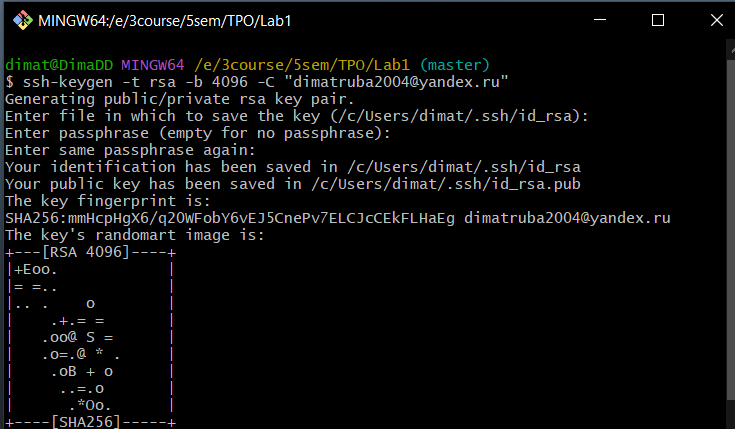 MINGW64:/e/3course/5sem/TPO/Lab1
dimat@DimaDD MINGW64 /e/3course/5sem/TPO/Lab1 (master)
$ ssh-keygen -t rsa -b 4096 -C "dimatruba2004@yandex.ru"
Generating public/private rsa key pair.
Enter file in which to save the key (/c/Users/dimat/.ssh/id_rsa):
Enter passphrase (empty for no passphrase):
Enter same passphrase again:
Your identification has been saved in /c/Users/dimat/.ssh/id_rsa
Your public key has been saved in /c/Users/dimat/.ssh/id_rsa.pub
The key fingerprint is:
SHA256:mmHcpHgX6/q2OWFobY6vEJ5CnePv7ELCJcCEkFLHaEg dimatruba2004@yandex.ru
The key's randomart image is:
+---[RSA 4096]----+
|+Eoo.            |
|= =..            |
|.. .    o        |
|    .+.= =       |
|   .oo@ S =      |
|   .o=.@ * .     |
|    .oB + o      |
|     ..=.o       |
|      .*Oo.      |
+----[SHA256]-----+